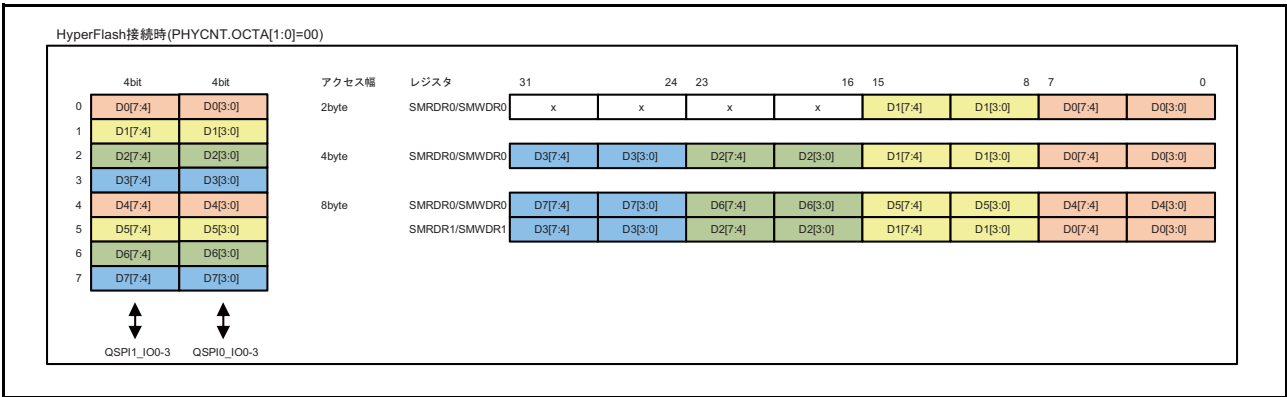 HyperFlash接続時(PHYCNT.OCTA[1:0]=00)
4bit 4bit アクセス幅 レジスタ 31 24 23 16 15 8 7 0
0 D0[7:4] D0[3:0] 2byte SMRDR0/SMWDR0 x x x x D1[7:4] D1[3:0] D0[7:4] D0[3:0]
1 D1[7:4] D1[3:0]
2 D2[7:4] D2[3:0] 4byte SMRDR0/SMWDR0 D3[7:4] D3[3:0] D2[7:4] D2[3:0] D1[7:4] D1[3:0] D0[7:4] D0[3:0]
3 D3[7:4] D3[3:0]
4 D4[7:4] D4[3:0] 8byte SMRDR0/SMWDR0 D7[7:4] D7[3:0] D6[7:4] D6[3:0] D5[7:4] D5[3:0] D4[7:4] D4[3:0]
5 D5[7:4] D5[3:0] SMRDR1/SMWDR1 D3[7:4] D3[3:0] D2[7:4] D2[3:0] D1[7:4] D1[3:0] D0[7:4] D0[3:0]
6 D6[7:4] D6[3:0]
7 D7[7:4] D7[3:0]
QSPI1_IO0-3 QSPI0_IO0-3